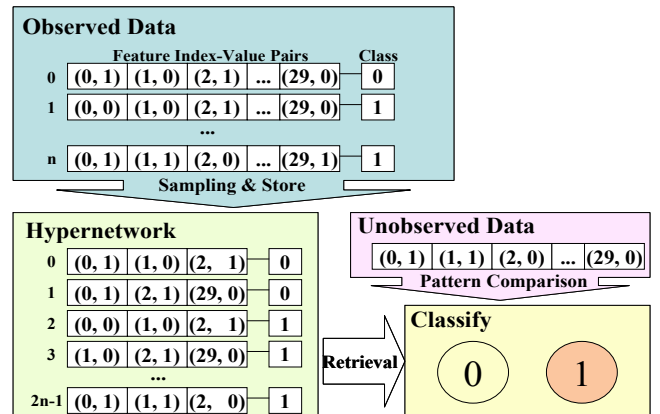 Observed Data
Feature Index-Value Pairs Class
0 (0, 1) (1, 0) (2, 1) ... (29, 0) 0
1 (0, 0) (1, 0) (2, 1) ... (29, 0) 1
...
n (0, 1) (1, 1) (2, 0) ... (29, 1) 1
Sampling & Store
Hypernetwork
0 (0, 1) (1, 0) (2, 1) 0
1 (0, 1) (2, 1) (29, 0) 0
2 (0, 0) (1, 0) (2, 1) 1
3 (1, 0) (2, 1) (29, 0) 1
...
2n-1 (0, 1) (1, 1) (2, 0) 1
Retrieval
Unobserved Data
(0, 1) (1, 1) (2, 0) ... (29, 0)
Pattern Comparison
Classify
0 1